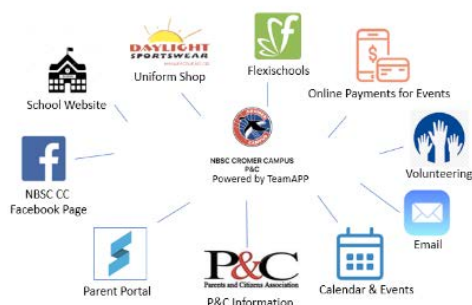 DAYLIGHT
SPORTSWEAR
Uniform Shop
Flexischools
Online Payments for Events
School Website
NBSC CROMER CAMPUS
P&C
Powered by TeamAPP
Volunteering
NBSC CC
Facebook Page
Email
Parent Portal
P&C
Parents and Citizens Association
P&C Information
Calendar & Events